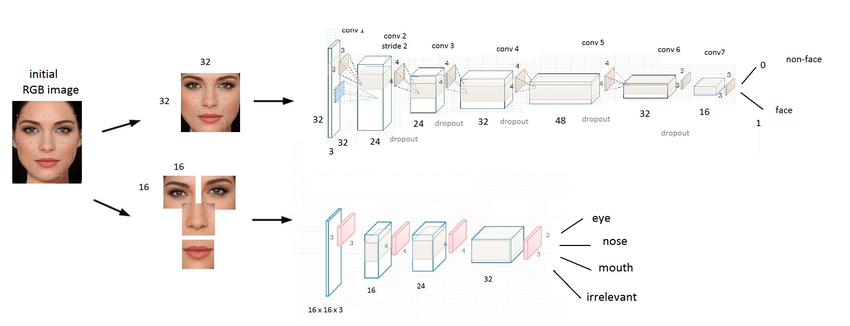 initial
RGB image
32
32
16
16
conv 1
conv 2
stride 2
conv 3
conv 4
conv 5
conv 6
conv7
3
3
4
4
4
4
4
4
4
3
3
3
3
32
3
32
24
24
dropout
32
dropout
48
dropout
32
dropout
16
0
non-face
face
1
3
3
4
4
4
4
3
3
16
24
32
16 x 16 x 3
eye
nose
mouth
irrelevant